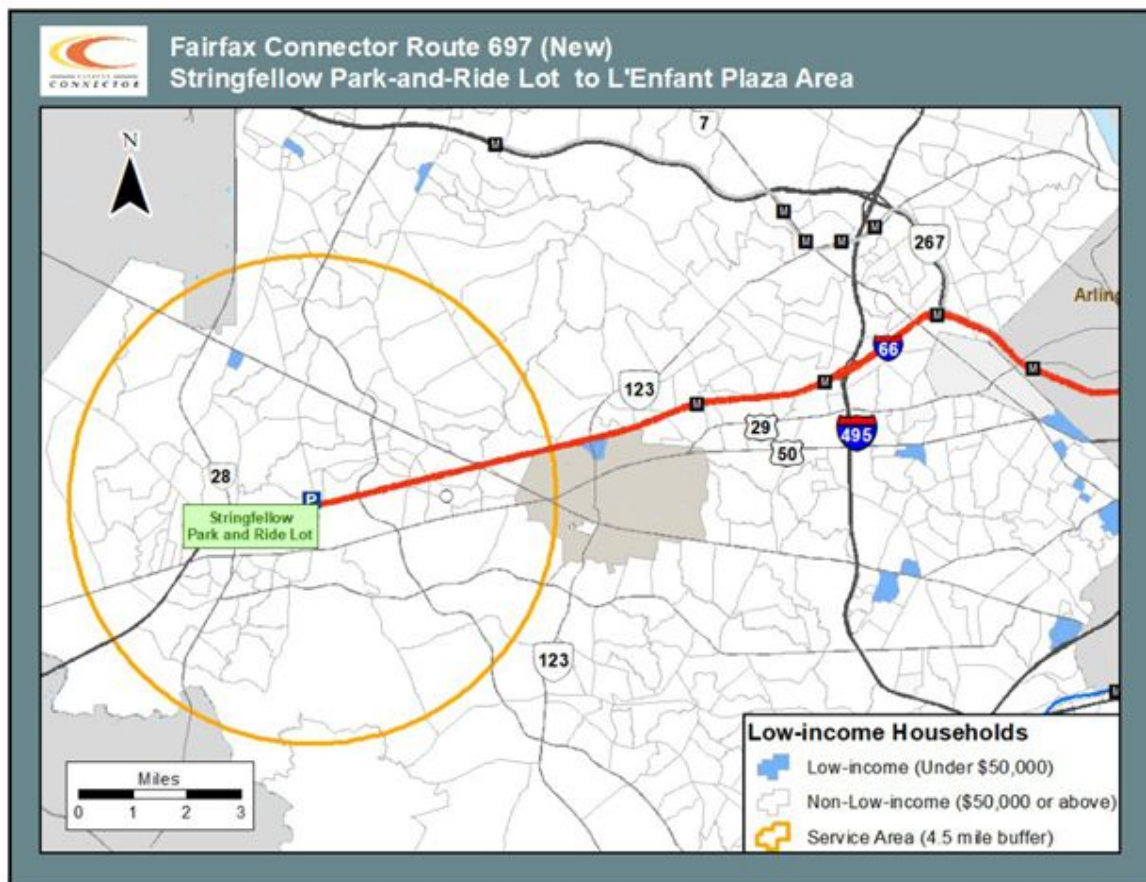 CONNECTOR
Fairfax Connector Route 697 (New)
Stringfellow Park-and-Ride Lot to L'Enfant Plaza Area
N
7
M
M
M
M
M
267
Arling
M
66
M
123
M
M
29
495
50
28
P
Stringfellow
Park and Ride Lot
123
M
Miles
0 1 2 3
Low-income Households
Low-income (Under $50,000)
Non-Low-income ($50,000 or above)
Service Area (4.5 mile buffer)